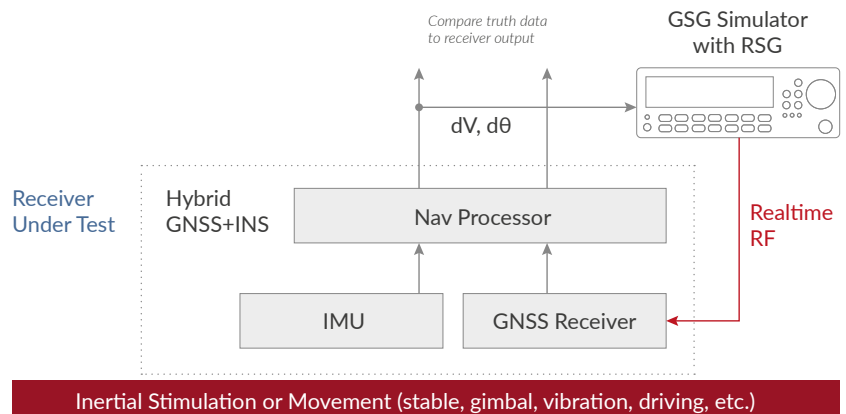 Compare truth data
to receiver output
GSG Simulator
with RSG
dV, dθ
Receiver
Under Test
Hybrid
GNSS+INS
Nav Processor
Realtime
RF
IMU
GNSS Receiver
Inertial Stimulation or Movement (stable, gimbal, vibration, driving, etc.)